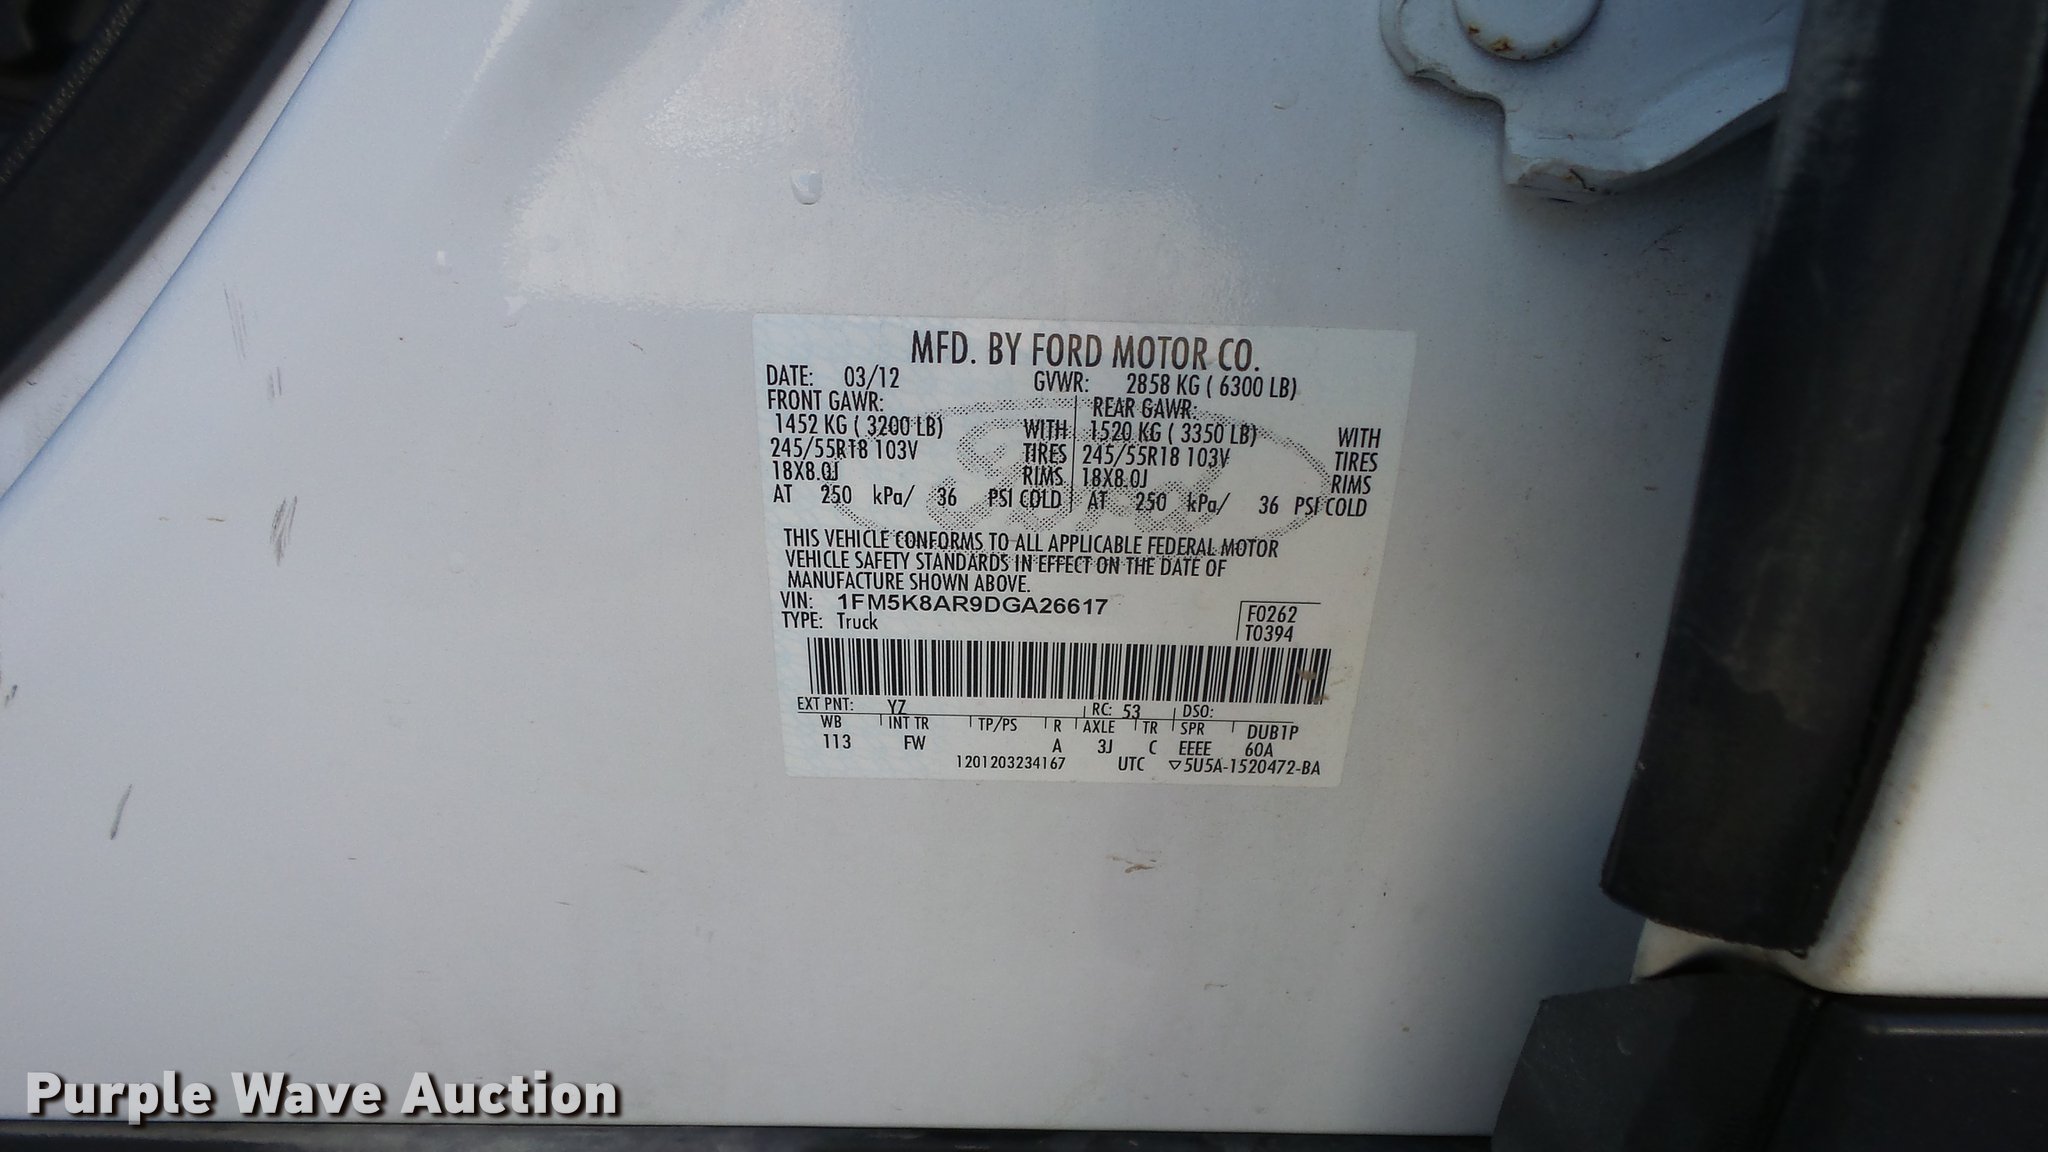 MFD. BY FORD MOTOR CO.
DATE: 03/12 GVWR: 2858 KG ( 6300 LB)
FRONT GAWR: REAR GAWR:
1452 KG ( 3200 LB) WITH 1520 KG ( 3350 LB) WITH
245/55R18 103V TIRES 245/55R18 103V TIRES
18X8.0J RIMS 18X8.0J RIMS
AT 250 kPa/ 36 PSI COLD AT 250 kPa/ 36 PSI COLD
THIS VEHICLE CONFORMS TO ALL APPLICABLE FEDERAL MOTOR
VEHICLE SAFETY STANDARDS IN EFFECT ON THE DATE OF
MANUFACTURE SHOWN ABOVE.
VIN: 1FM5K8AR9DGA26617 F0262
TYPE: Truck T0394
EXT PNT: YZ RC: 53 DSO:
WB INT TR TP/PS R AXLE TR SPR DUB1P
113 FW A 3J C EEEE 60A
1201203234167 UTC ▽5U5A-1520472-BA
Purple Wave Auction